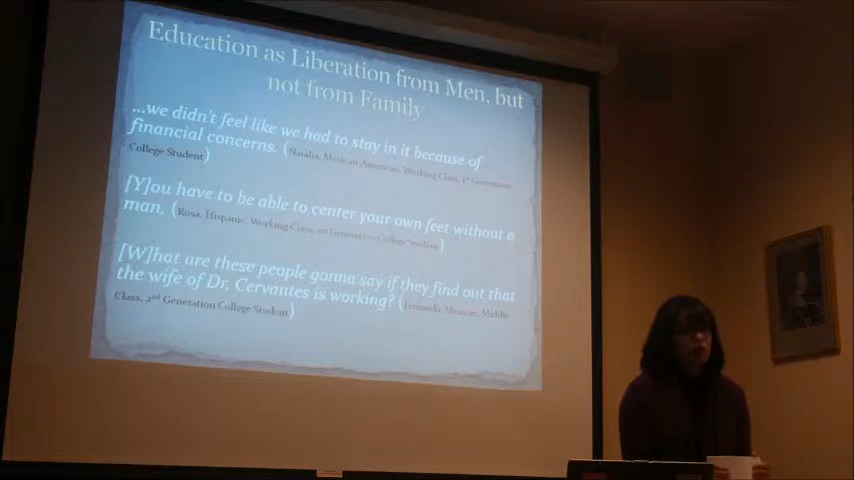 Education as Liberation from Men, but
not from Family
...we didn't feel like we had to stay in it because of
financial concerns. (Natalia, Mexican American, Working Class, 1st Generation
College Student)
[Y]ou have to be able to center your own feet without a
man. (Rosa, Hispanic, Working Class, Generation College Student)
[W]hat are these people gonna say if they find out that
the wife of Dr. Cervantes is working? (Fernanda, Mexican, Middle
Class, 2nd Generation College Student)